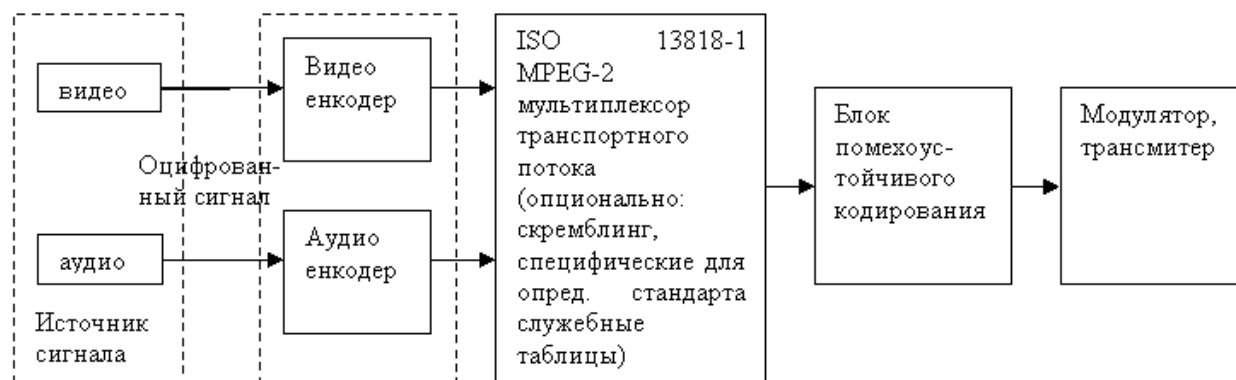 видео
Оцифрован-
ный сигнал
аудио
Источник
сигнала
Видео
енкодер
Аудио
енкодер
ISO 13818-1
MPEG-2
мультиплексор
транспортного
потока
(опционально:
скремблинг,
специфические для
опред. стандарта
служебные
таблицы)
Блок
помехоус-
тойчивого
кодирования
Модулятор,
трансмитер